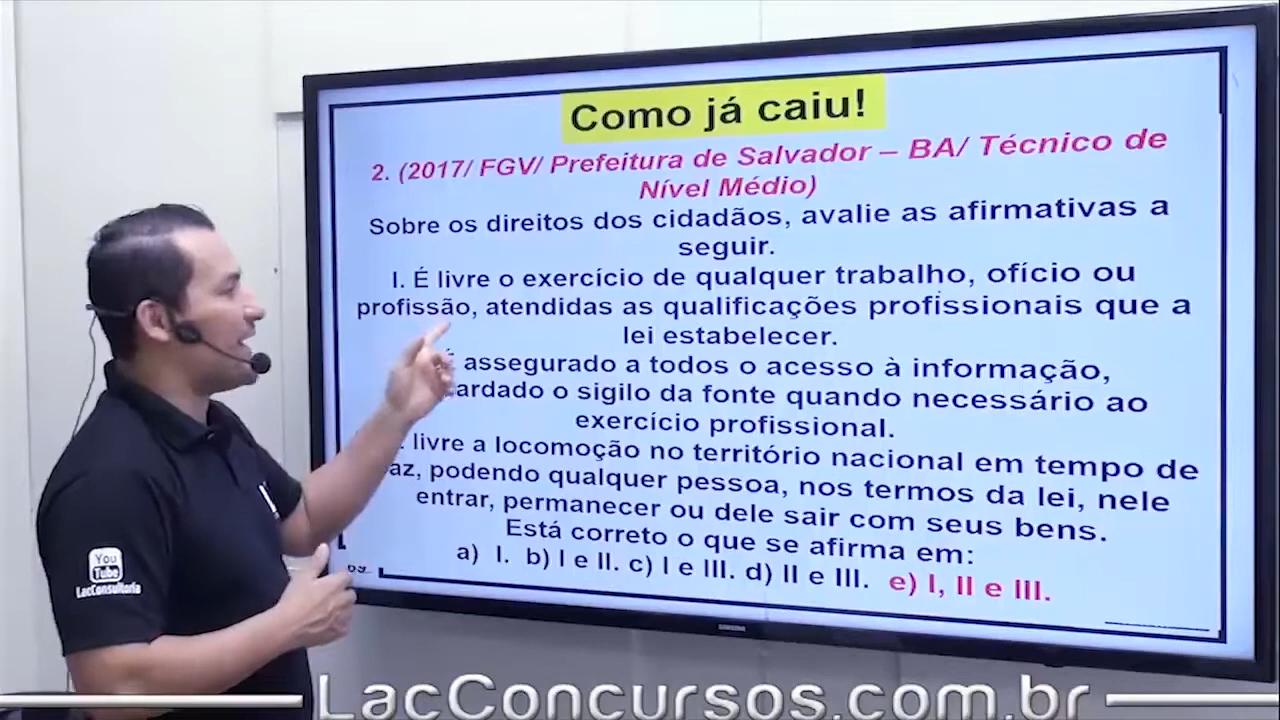 Como já caiu!
2. (2017/ FGV/ Prefeitura de Salvador – BA/ Técnico de
Nível Médio)
Sobre os direitos dos cidadãos, avalie as afirmativas a
seguir.
I. É livre o exercício de qualquer trabalho, ofício ou
profissão, atendidas as qualificações profissionais que a
lei estabelecer.
É assegurado a todos o acesso à informação,
ardado o sigilo da fonte quando necessário ao
exercício profissional.
livre a locomoção no território nacional em tempo de
az, podendo qualquer pessoa, nos termos da lei, nele
entrar, permanecer ou dele sair com seus bens.
Está correto o que se afirma em:
a) I. b) I e II. c) I e III. d) II e III. e) I, II e III.
SAMSUNG
You
Tube
LacConsultoria
LacConcursos.com.br